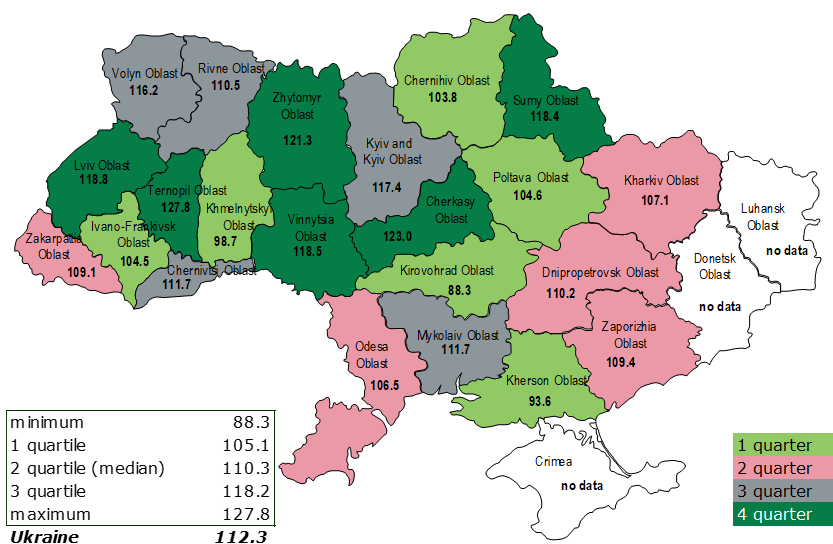 Volyn Oblast
116.2
Rivne Oblast
110.5
Zhytomyr
Oblast
121.3
Chernihiv Oblast
103.8
Sumy Oblast
118.4
Kyiv and
Kyiv Oblast
117.4
Lviv Oblast
118.8
Ternopil Oblast
127.8
Khmelnytskyi
Oblast
98.7
Vinnytsia
Oblast
118.5
Cherkasy
Oblast
123.0
Poltava Oblast
104.6
Kharkiv Oblast
107.1
Luhansk
Oblast
no data
Zakarpattia
Oblast
109.1
Ivano-Frankivsk
Oblast
104.5
Chernivtsi Oblast
111.7
Kirovohrad Oblast
88.3
Dnipropetrovsk Oblast
110.2
Donetsk
Oblast
no data
Odesa
Oblast
106.5
Mykolaiv Oblast
111.7
Zaporizhia
Oblast
109.4
Kherson Oblast
93.6
Crimea
no data
minimum 88.3
1 quartile 105.1
2 quartile (median) 110.3
3 quartile 118.2
maximum 127.8
Ukraine 112.3
1 quarter
2 quarter
3 quarter
4 quarter